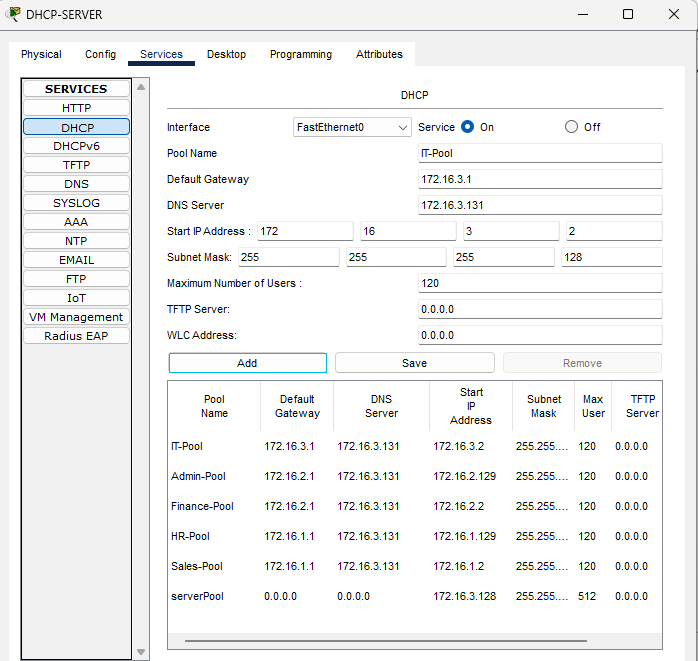 DHCP-SERVER
Physical Config Services Desktop Programming Attributes
SERVICES
HTTP
DHCP
DHCPv6
TFTP
DNS
SYSLOG
AAA
NTP
EMAIL
FTP
IoT
VM Management
Radius EAP
DHCP
Interface FastEthernet0 Service On Off
Pool Name IT-Pool
Default Gateway 172.16.3.1
DNS Server 172.16.3.131
Start IP Address : 172 16 3 2
Subnet Mask: 255 255 255 128
Maximum Number of Users : 120
TFTP Server: 0.0.0.0
WLC Address: 0.0.0.0
Add Save Remove
Pool Name Default Gateway DNS Server Start IP Address Subnet Mask Max User TFTP Server
IT-Pool 172.16.3.1 172.16.3.131 172.16.3.2 255.255.... 120 0.0.0.0
Admin-Pool 172.16.2.1 172.16.3.131 172.16.2.129 255.255.... 120 0.0.0.0
Finance-Pool 172.16.2.1 172.16.3.131 172.16.2.2 255.255.... 120 0.0.0.0
HR-Pool 172.16.1.1 172.16.3.131 172.16.1.129 255.255.... 120 0.0.0.0
Sales-Pool 172.16.1.1 172.16.3.131 172.16.1.2 255.255.... 120 0.0.0.0
serverPool 0.0.0.0 0.0.0.0 172.16.3.128 255.255.... 512 0.0.0.0